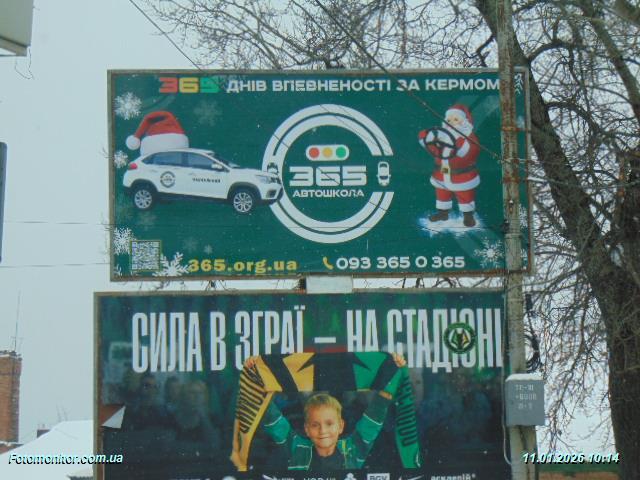 365 ДНІВ ВПЕВНЕНОСТІ ЗА КЕРМОМ
365
АВТОШКОЛА
365.org.ua
093 365 0 365
СИЛА В ЗГРАЇ – НА СТАДІОНІ
Fotomonitor.com.ua
11.01.2026 10:14